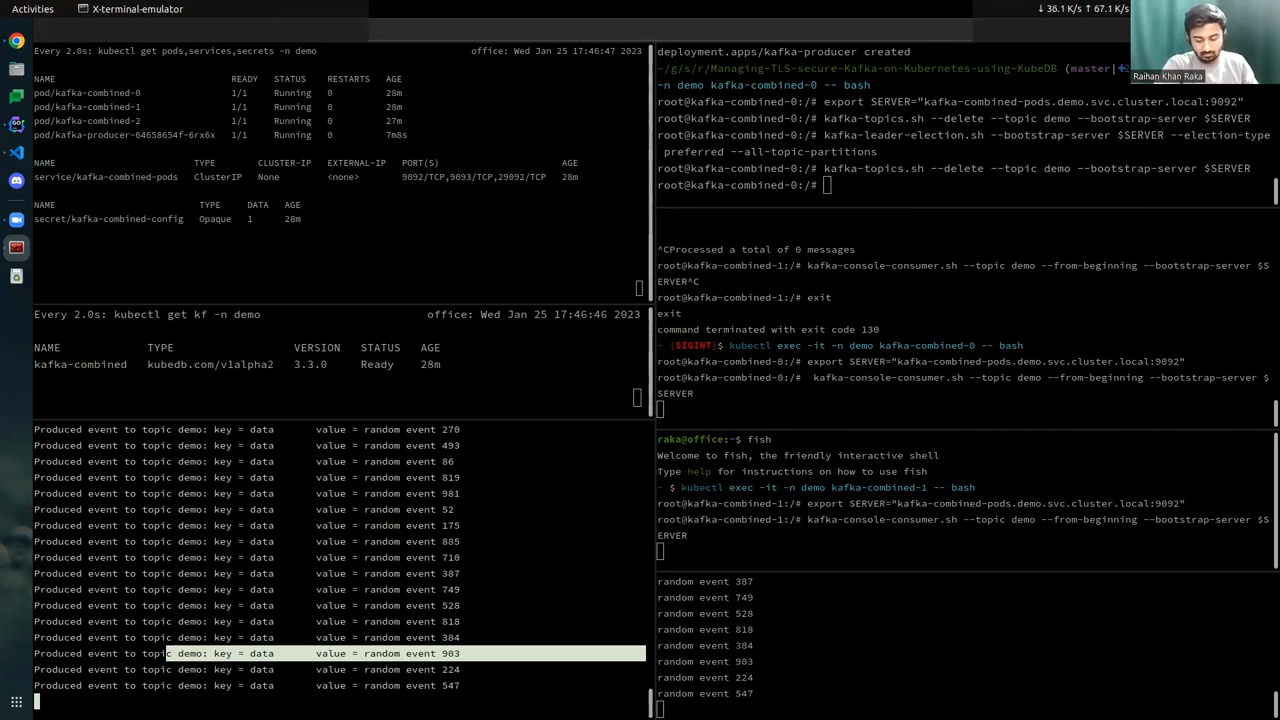 Activities
X-terminal-emulator
↓ 36.1 K/s ↑ 67.1 K/s
Raihan Khan Raka
Every 2.0s: kubectl get pods,services,secrets -n demo office: Wed Jan 25 17:46:47 2023
NAME READY STATUS RESTARTS AGE
pod/kafka-combined-0 1/1 Running 0 28m
pod/kafka-combined-1 1/1 Running 0 28m
pod/kafka-combined-2 1/1 Running 0 27m
pod/kafka-producer-64658654f-6rx6x 1/1 Running 0 7m8s
NAME TYPE CLUSTER-IP EXTERNAL-IP PORT(S) AGE
service/kafka-combined-pods ClusterIP None <none> 9092/TCP,9093/TCP,29092/TCP 28m
NAME TYPE DATA AGE
secret/kafka-combined-config Opaque 1 28m
Every 2.0s: kubectl get kf -n demo office: Wed Jan 25 17:46:46 2023
NAME TYPE VERSION STATUS AGE
kafka-combined kubedb.com/v1alpha2 3.3.0 Ready 28m
Produced event to topic demo: key = data value = random event 270
Produced event to topic demo: key = data value = random event 493
Produced event to topic demo: key = data value = random event 86
Produced event to topic demo: key = data value = random event 819
Produced event to topic demo: key = data value = random event 981
Produced event to topic demo: key = data value = random event 52
Produced event to topic demo: key = data value = random event 175
Produced event to topic demo: key = data value = random event 885
Produced event to topic demo: key = data value = random event 710
Produced event to topic demo: key = data value = random event 387
Produced event to topic demo: key = data value = random event 749
Produced event to topic demo: key = data value = random event 528
Produced event to topic demo: key = data value = random event 818
Produced event to topic demo: key = data value = random event 384
Produced event to topic demo: key = data value = random event 903
Produced event to topic demo: key = data value = random event 224
Produced event to topic demo: key = data value = random event 547
deployment.apps/kafka-producer created
~/g/s/r/Managing-TLS-secure-Kafka-on-Kubernetes-using-KubeDB (master|
-n demo kafka-combined-0 -- bash
root@kafka-combined-0:/# export SERVER="kafka-combined-pods.demo.svc.cluster.local:9092"
root@kafka-combined-0:/# kafka-topics.sh --delete --topic demo --bootstrap-server $SERVER
root@kafka-combined-0:/# kafka-leader-election.sh --bootstrap-server $SERVER --election-type
preferred --all-topic-partitions
root@kafka-combined-0:/# kafka-topics.sh --delete --topic demo --bootstrap-server $SERVER
root@kafka-combined-0:/#
^CProcessed a total of 0 messages
root@kafka-combined-1:/# kafka-console-consumer.sh --topic demo --from-beginning --bootstrap-server $S
ERVER^C
root@kafka-combined-1:/# exit
exit
command terminated with exit code 130
~ [SIGINT]$ kubectl exec -it -n demo kafka-combined-0 -- bash
root@kafka-combined-0:/# export SERVER="kafka-combined-pods.demo.svc.cluster.local:9092"
root@kafka-combined-0:/# kafka-console-consumer.sh --topic demo --from-beginning --bootstrap-server $
SERVER
raka@office:~$ fish
Welcome to fish, the friendly interactive shell
Type help for instructions on how to use fish
~ $ kubectl exec -it -n demo kafka-combined-1 -- bash
root@kafka-combined-1:/# export SERVER="kafka-combined-pods.demo.svc.cluster.local:9092"
root@kafka-combined-1:/# kafka-console-consumer.sh --topic demo --from-beginning --bootstrap-server $S
ERVER
random event 387
random event 749
random event 528
random event 818
random event 384
random event 903
random event 224
random event 547